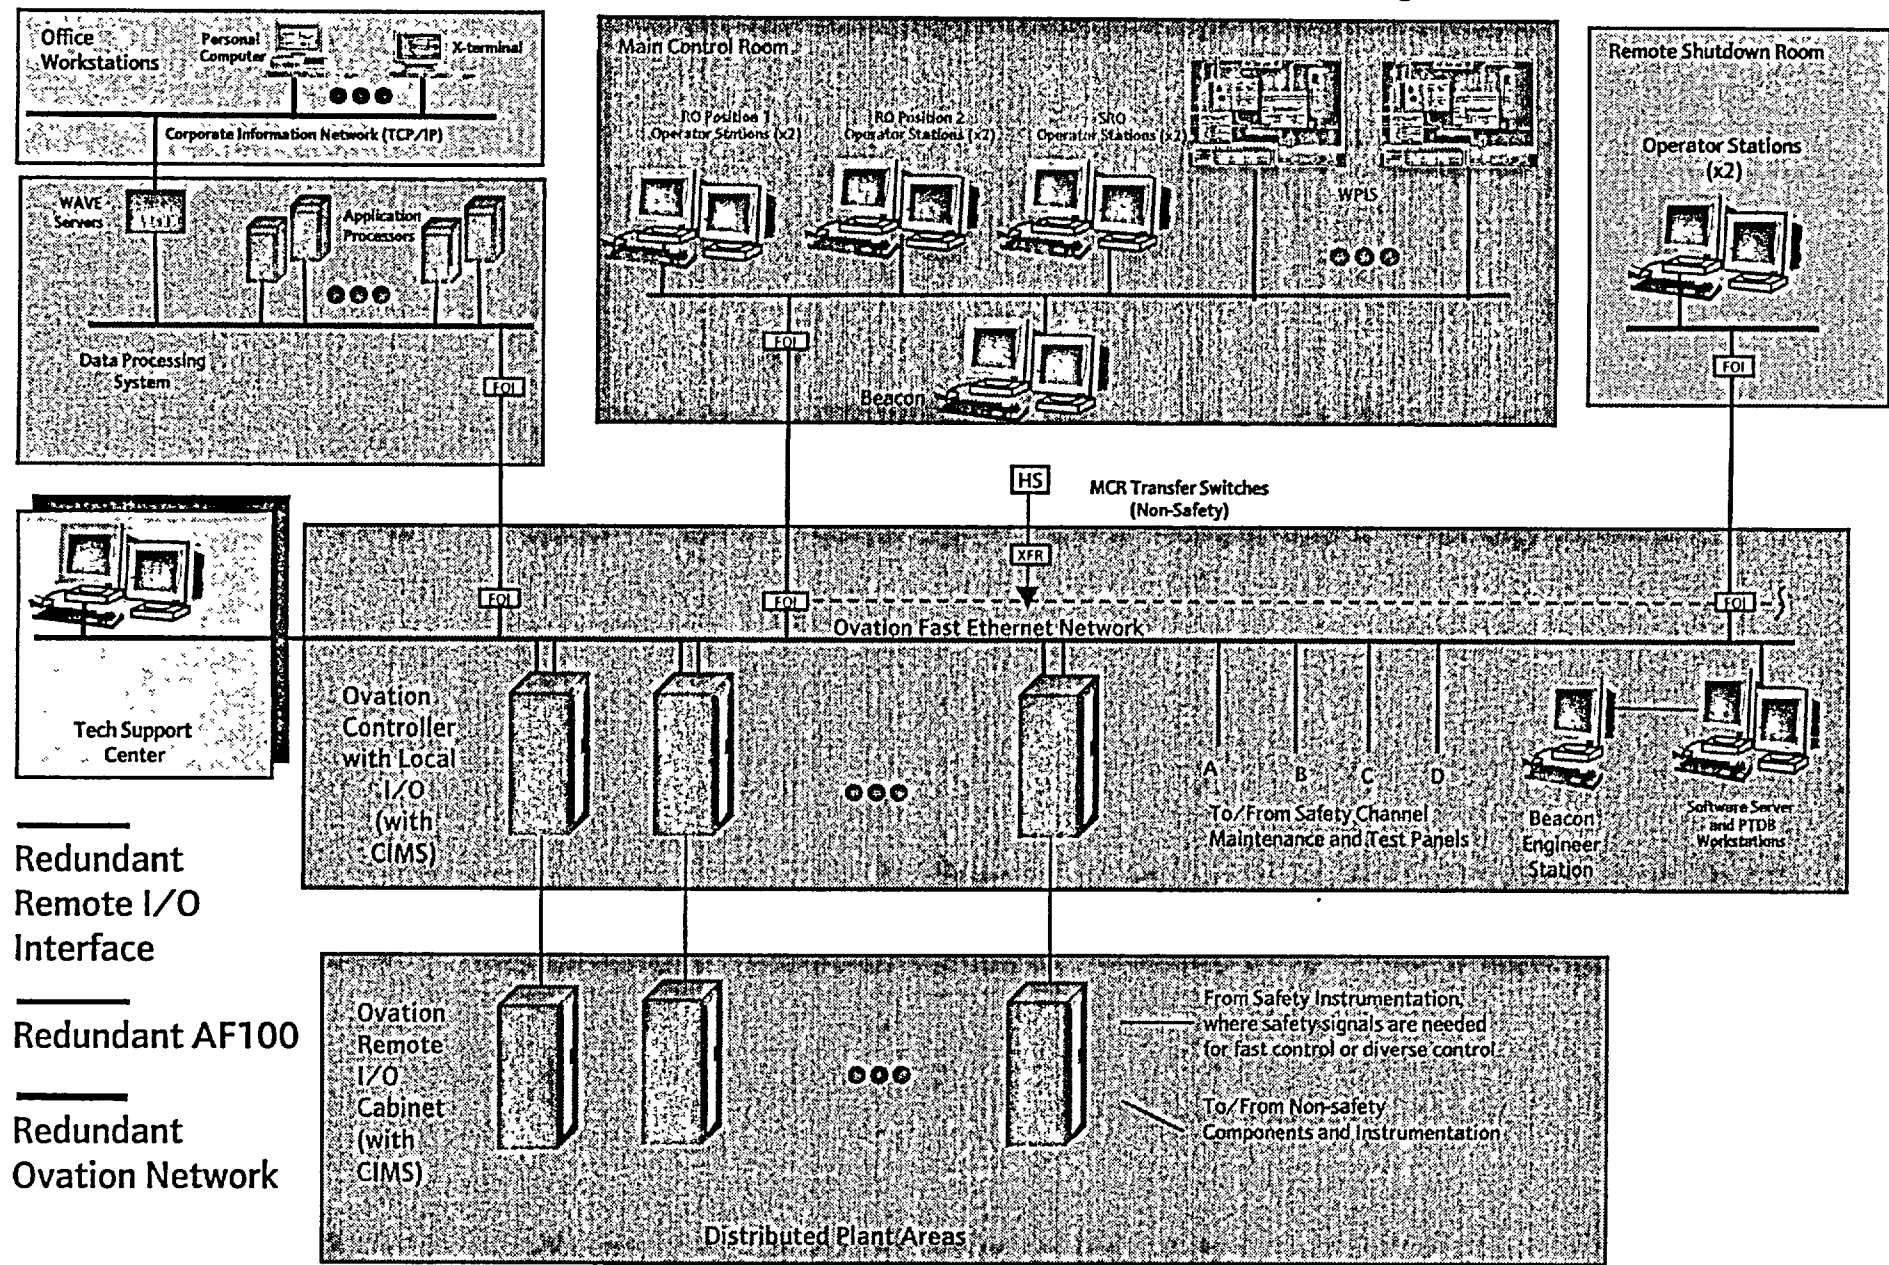 Office
Workstations
Personal
Computer
X-terminal
Corporate Information Network (TCP/IP)
WAVE
Servers
Application
Processors
Data Processing
System
FOI
Main Control Room
RO Position 1
Operator Stations (x2)
RO Position 2
Operator Stations (x2)
SRO
Operator Stations (x2)
WPIS
FOI
Beacon
Remote Shutdown Room
Operator Stations
(x2)
FOI
HS
MCR Transfer Switches
(Non-Safety)
XFR
FOI
FOI
FOI
Ovation Fast Ethernet Network
Tech Support
Center
Ovation
Controller
with Local
I/O
(with
CIMS)
A
B
C
D
To/From Safety Channel
Maintenance and Test Panels
Beacon
Engineer
Station
Software Server
and PTDB
Workstations
Redundant
Remote I/O
Interface
Redundant AF100
Redundant
Ovation Network
Ovation
Remote
I/O
Cabinet
(with
CIMS)
From Safety Instrumentation
where safety signals are needed
for fast control or diverse control
To/From Non-safety
Components and Instrumentation
Distributed Plant Areas